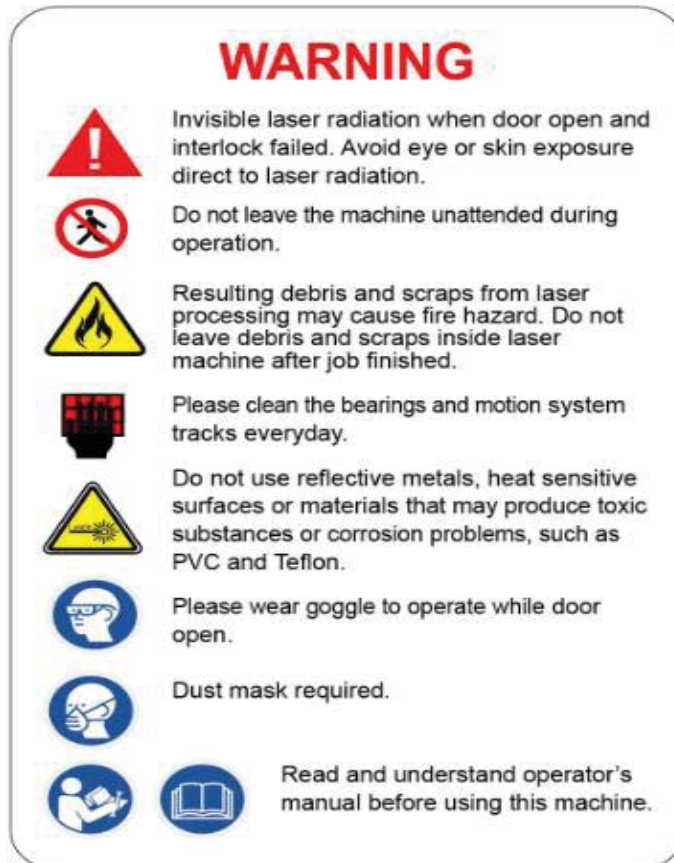 WARNING
Invisible laser radiation when door open and
interlock failed. Avoid eye or skin exposure
direct to laser radiation.
Do not leave the machine unattended during
operation.
Resulting debris and scraps from laser
processing may cause fire hazard. Do not
leave debris and scraps inside laser
machine after job finished.
Please clean the bearings and motion system
tracks everyday.
Do not use reflective metals, heat sensitive
surfaces or materials that may produce toxic
substances or corrosion problems, such as
PVC and Teflon.
Please wear goggle to operate while door
open.
Dust mask required.
Read and understand operator's
manual before using this machine.